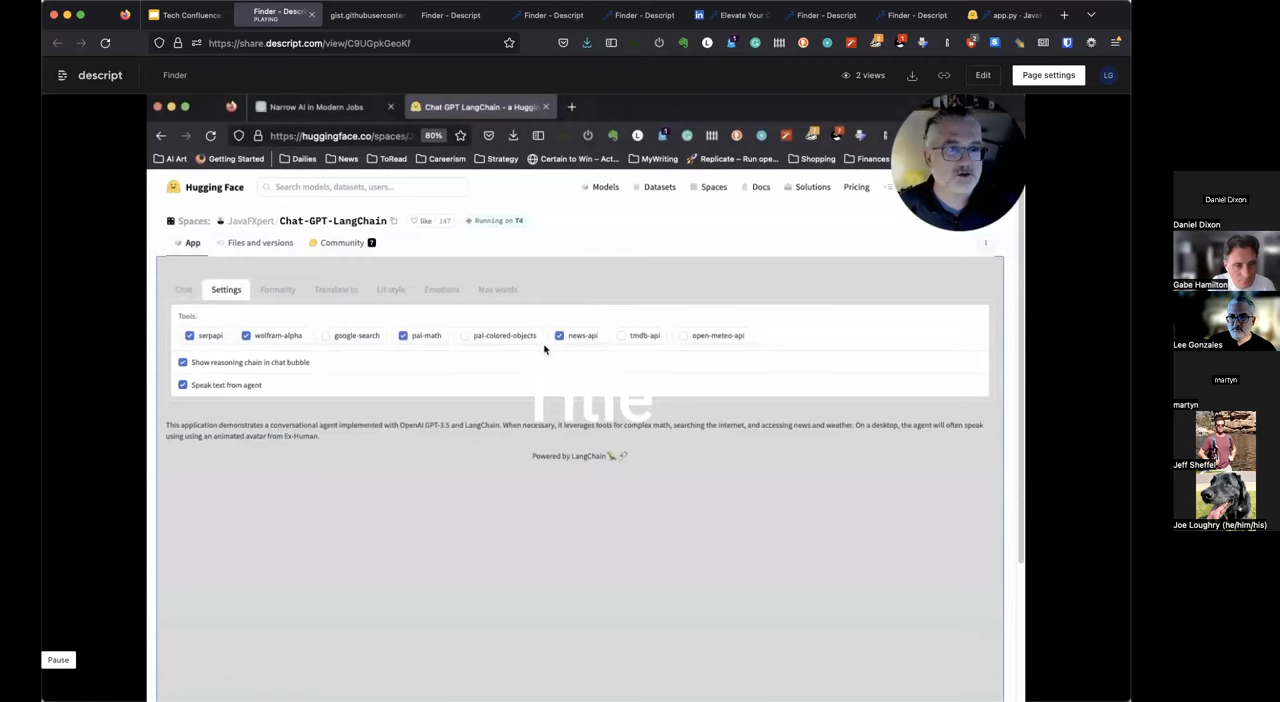 Tech Confluence
Finder – Descri
PLAYING
gist.githubuserconten
Finder - Descript
Finder - Descript
Finder - Descript
Elevate Your C
Finder - Descript
Finder - Descript
app.py · Java
https://share.descript.com/view/C9UGpkGeoKf
descript
Finder
2 views
Edit
Page settings
LG
Narrow AI in Modern Jobs
Chat GPT LangChain - a Huggin
https://huggingface.co/spaces/
80%
AI Art
Getting Started
Dailies
News
ToRead
Careerism
Strategy
Certain to Win – Act...
MyWriting
Replicate – Run ope...
Shopping
Finances
Hugging Face
Search models, datasets, users...
Models
Datasets
Spaces
Docs
Solutions
Pricing
Spaces:
JavaFXpert/Chat-GPT-LangChain
like
147
Running on T4
App
Files and versions
Community
7
Chat
Settings
Formality
Translate to
Lit style
Emotions
Max words
Tools:
serpapi
wolfram-alpha
google-search
pal-math
pal-colored-objects
news-api
tmdb-api
open-meteo-api
Show reasoning chain in chat bubble
Speak text from agent
Title
This application demonstrates a conversational agent implemented with OpenAI GPT-3.5 and LangChain. When necessary, it leverages tools for complex math, searching the internet, and accessing news and weather. On a desktop, the agent will often speak
using using an animated avatar from Ex-Human.
Powered by LangChain
Pause
Daniel Dixon
Daniel Dixon
Gabe Hamilton
Lee Gonzales
martyn
martyn
Jeff Sheffel
Joe Loughry (he/him/his)